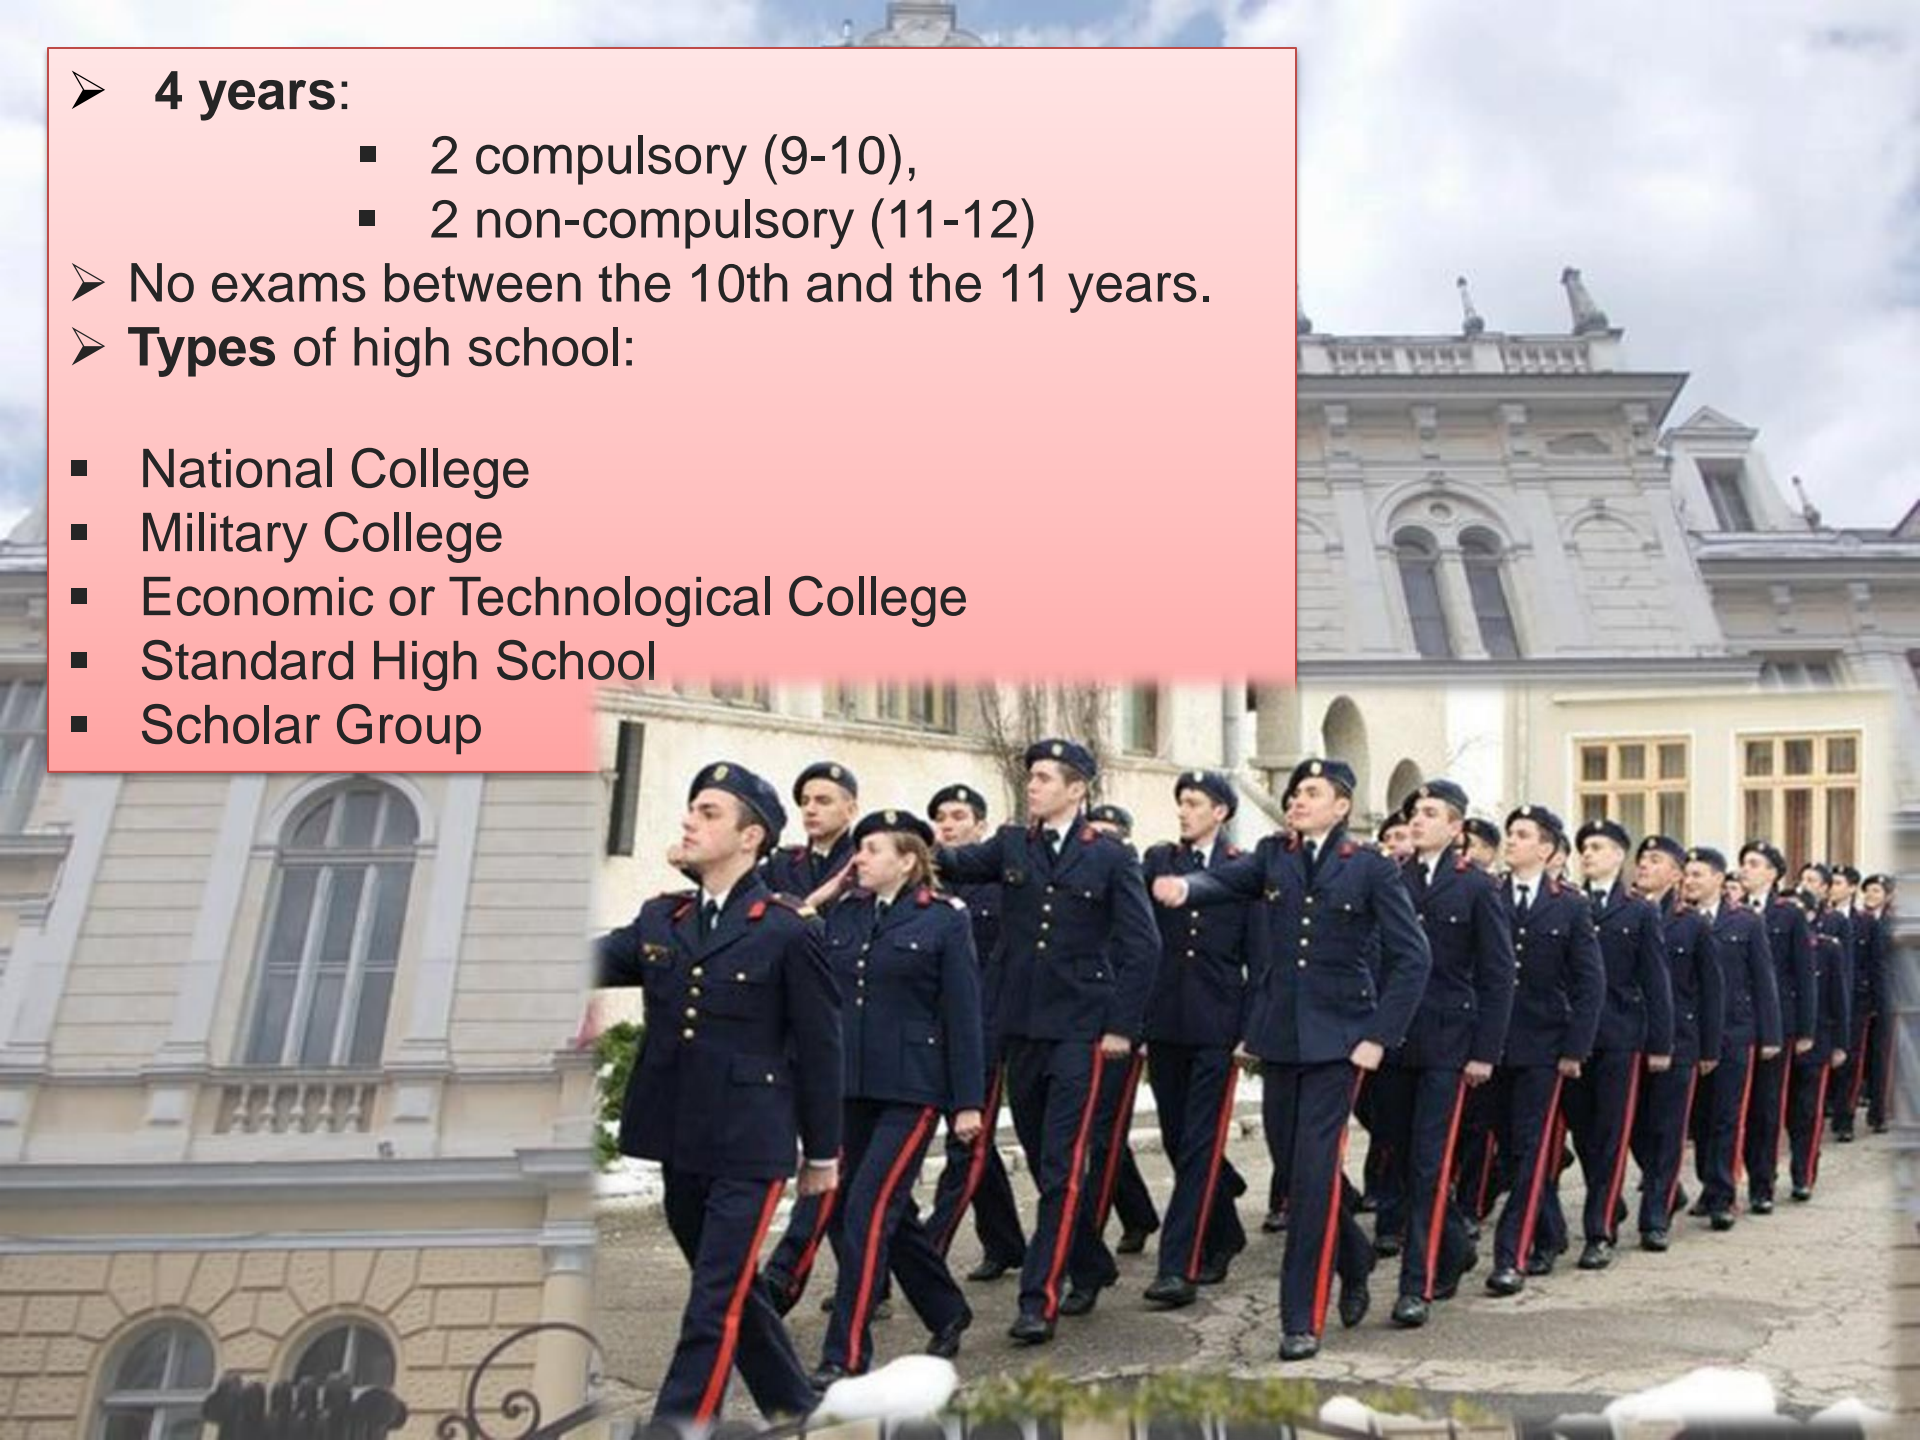 ➢ 4 years:
▪ 2 compulsory (9-10),
▪ 2 non-compulsory (11-12)
➢ No exams between the 10th and the 11 years.
➢ Types of high school:
▪ National College
▪ Military College
▪ Economic or Technological College
▪ Standard High School
▪ Scholar Group